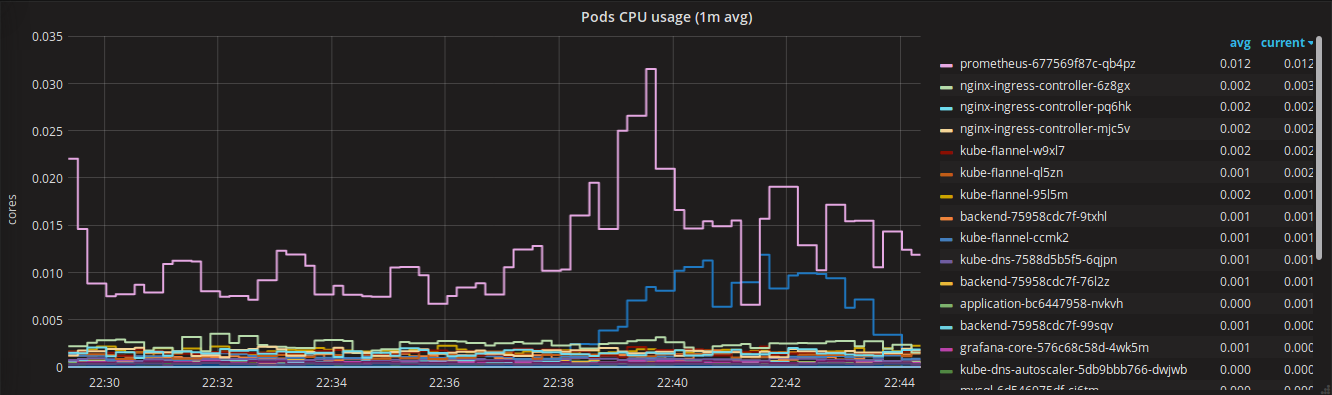 Pods CPU usage (1m avg)
cores
0.035
0.030
0.025
0.020
0.015
0.010
0.005
0
22:30 22:32 22:34 22:36 22:38 22:40 22:42 22:44
avg current
prometheus-677569f87c-qb4pz 0.012 0.012
nginx-ingress-controller-6z8gx 0.002 0.003
nginx-ingress-controller-pq6hk 0.002 0.002
nginx-ingress-controller-mjc5v 0.002 0.002
kube-flannel-w9xl7 0.002 0.002
kube-flannel-ql5zn 0.001 0.002
kube-flannel-95l5m 0.002 0.001
backend-75958cdc7f-9txhl 0.001 0.001
kube-flannel-ccmk2 0.001 0.001
kube-dns-7588d5b5f5-6qjpn 0.001 0.001
backend-75958cdc7f-76l2z 0.001 0.001
application-bc6447958-nvkvh 0.000 0.001
backend-75958cdc7f-99sqv 0.001 0.000
grafana-core-576c68c58d-4wk5m 0.001 0.000
kube-dns-autoscaler-5db9bbb766-dwjwb 0.000 0.000